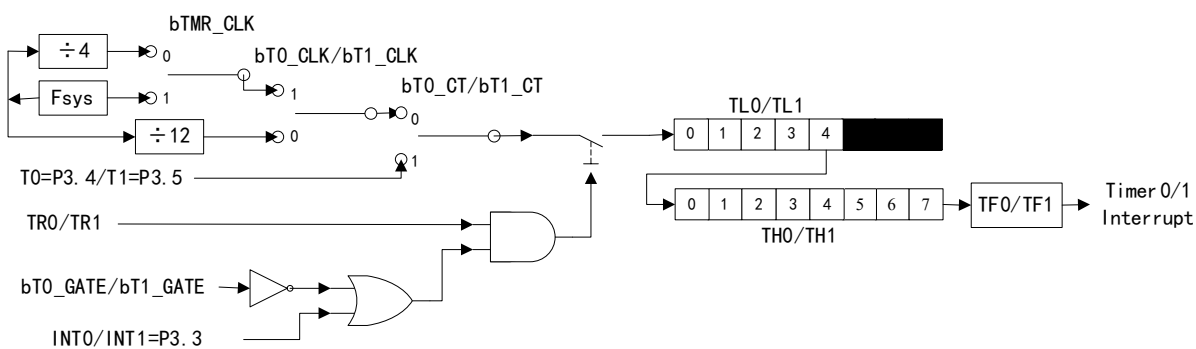 bTMR_CLK
÷4
0
bT0_CLK/bT1_CLK
Fsys
1
1
bT0_CT/bT1_CT
0
÷12
0
1
T0=P3.4/T1=P3.5
TL0/TL1
0 1 2 3 4
0 1 2 3 4 5 6 7
TH0/TH1
TF0/TF1
Timer0/1
Interrupt
TR0/TR1
bT0_GATE/bT1_GATE
INT0/INT1=P3.3